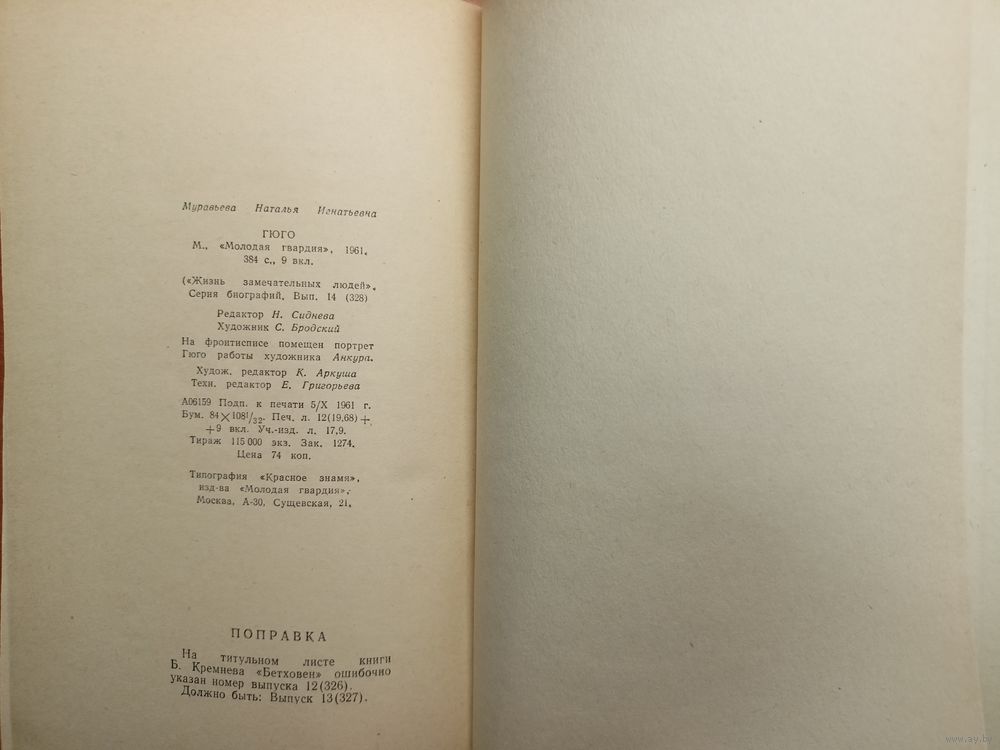 Муравьева Наталья Игнатьевна
ГЮГО
М., «Молодая гвардия», 1961.
384 с., 9 вкл.
(«Жизнь замечательных людей».
Серия биографий. Вып. 14 (328)
Редактор Н. Сиднева
Художник С. Бродский
На фронтисписе помещен портрет
Гюго работы художника Анкура.
Худож. редактор К. Аркуша
Техн. редактор Е. Григорьева
А06159 Подп. к печати 5/X 1961 г.
Бум. 84×108¹/₃₂. Печ. л. 12(19,68)+
+9 вкл. Уч.-изд. л. 17,9.
Тираж 115 000 экз. Зак. 1274.
Цена 74 коп.
Типография «Красное знамя»,
изд-ва «Молодая гвардия».
Москва, А-30, Сущевская, 21.
ПОПРАВКА
На титульном листе книги
Б. Кремнева «Бетховен» ошибочно
указан номер выпуска 12(326).
Должно быть: Выпуск 13(327).
www.ay.by